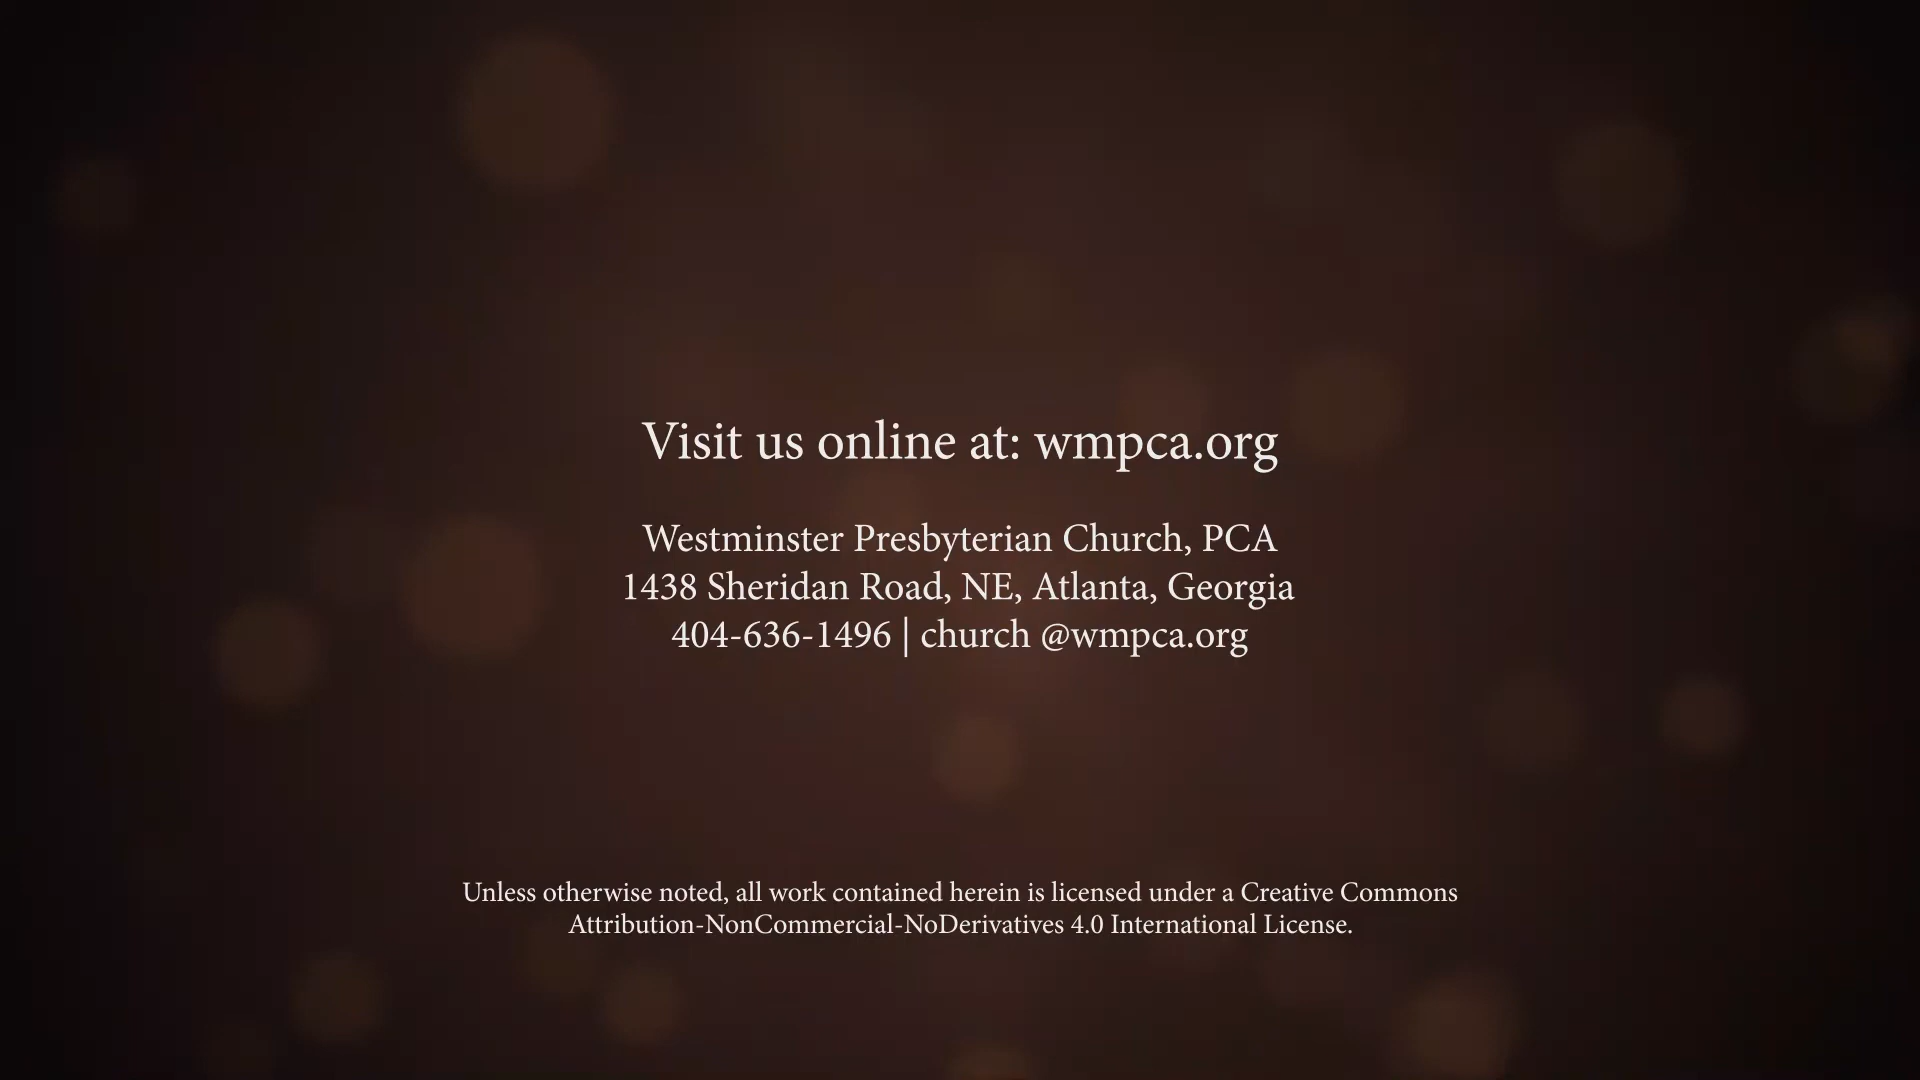 Visit us online at: wmpca.org
Westminster Presbyterian Church, PCA
1438 Sheridan Road, NE, Atlanta, Georgia
404-636-1496 | church @wmpca.org
Unless otherwise noted, all work contained herein is licensed under a Creative Commons
Attribution-NonCommercial-NoDerivatives 4.0 International License.